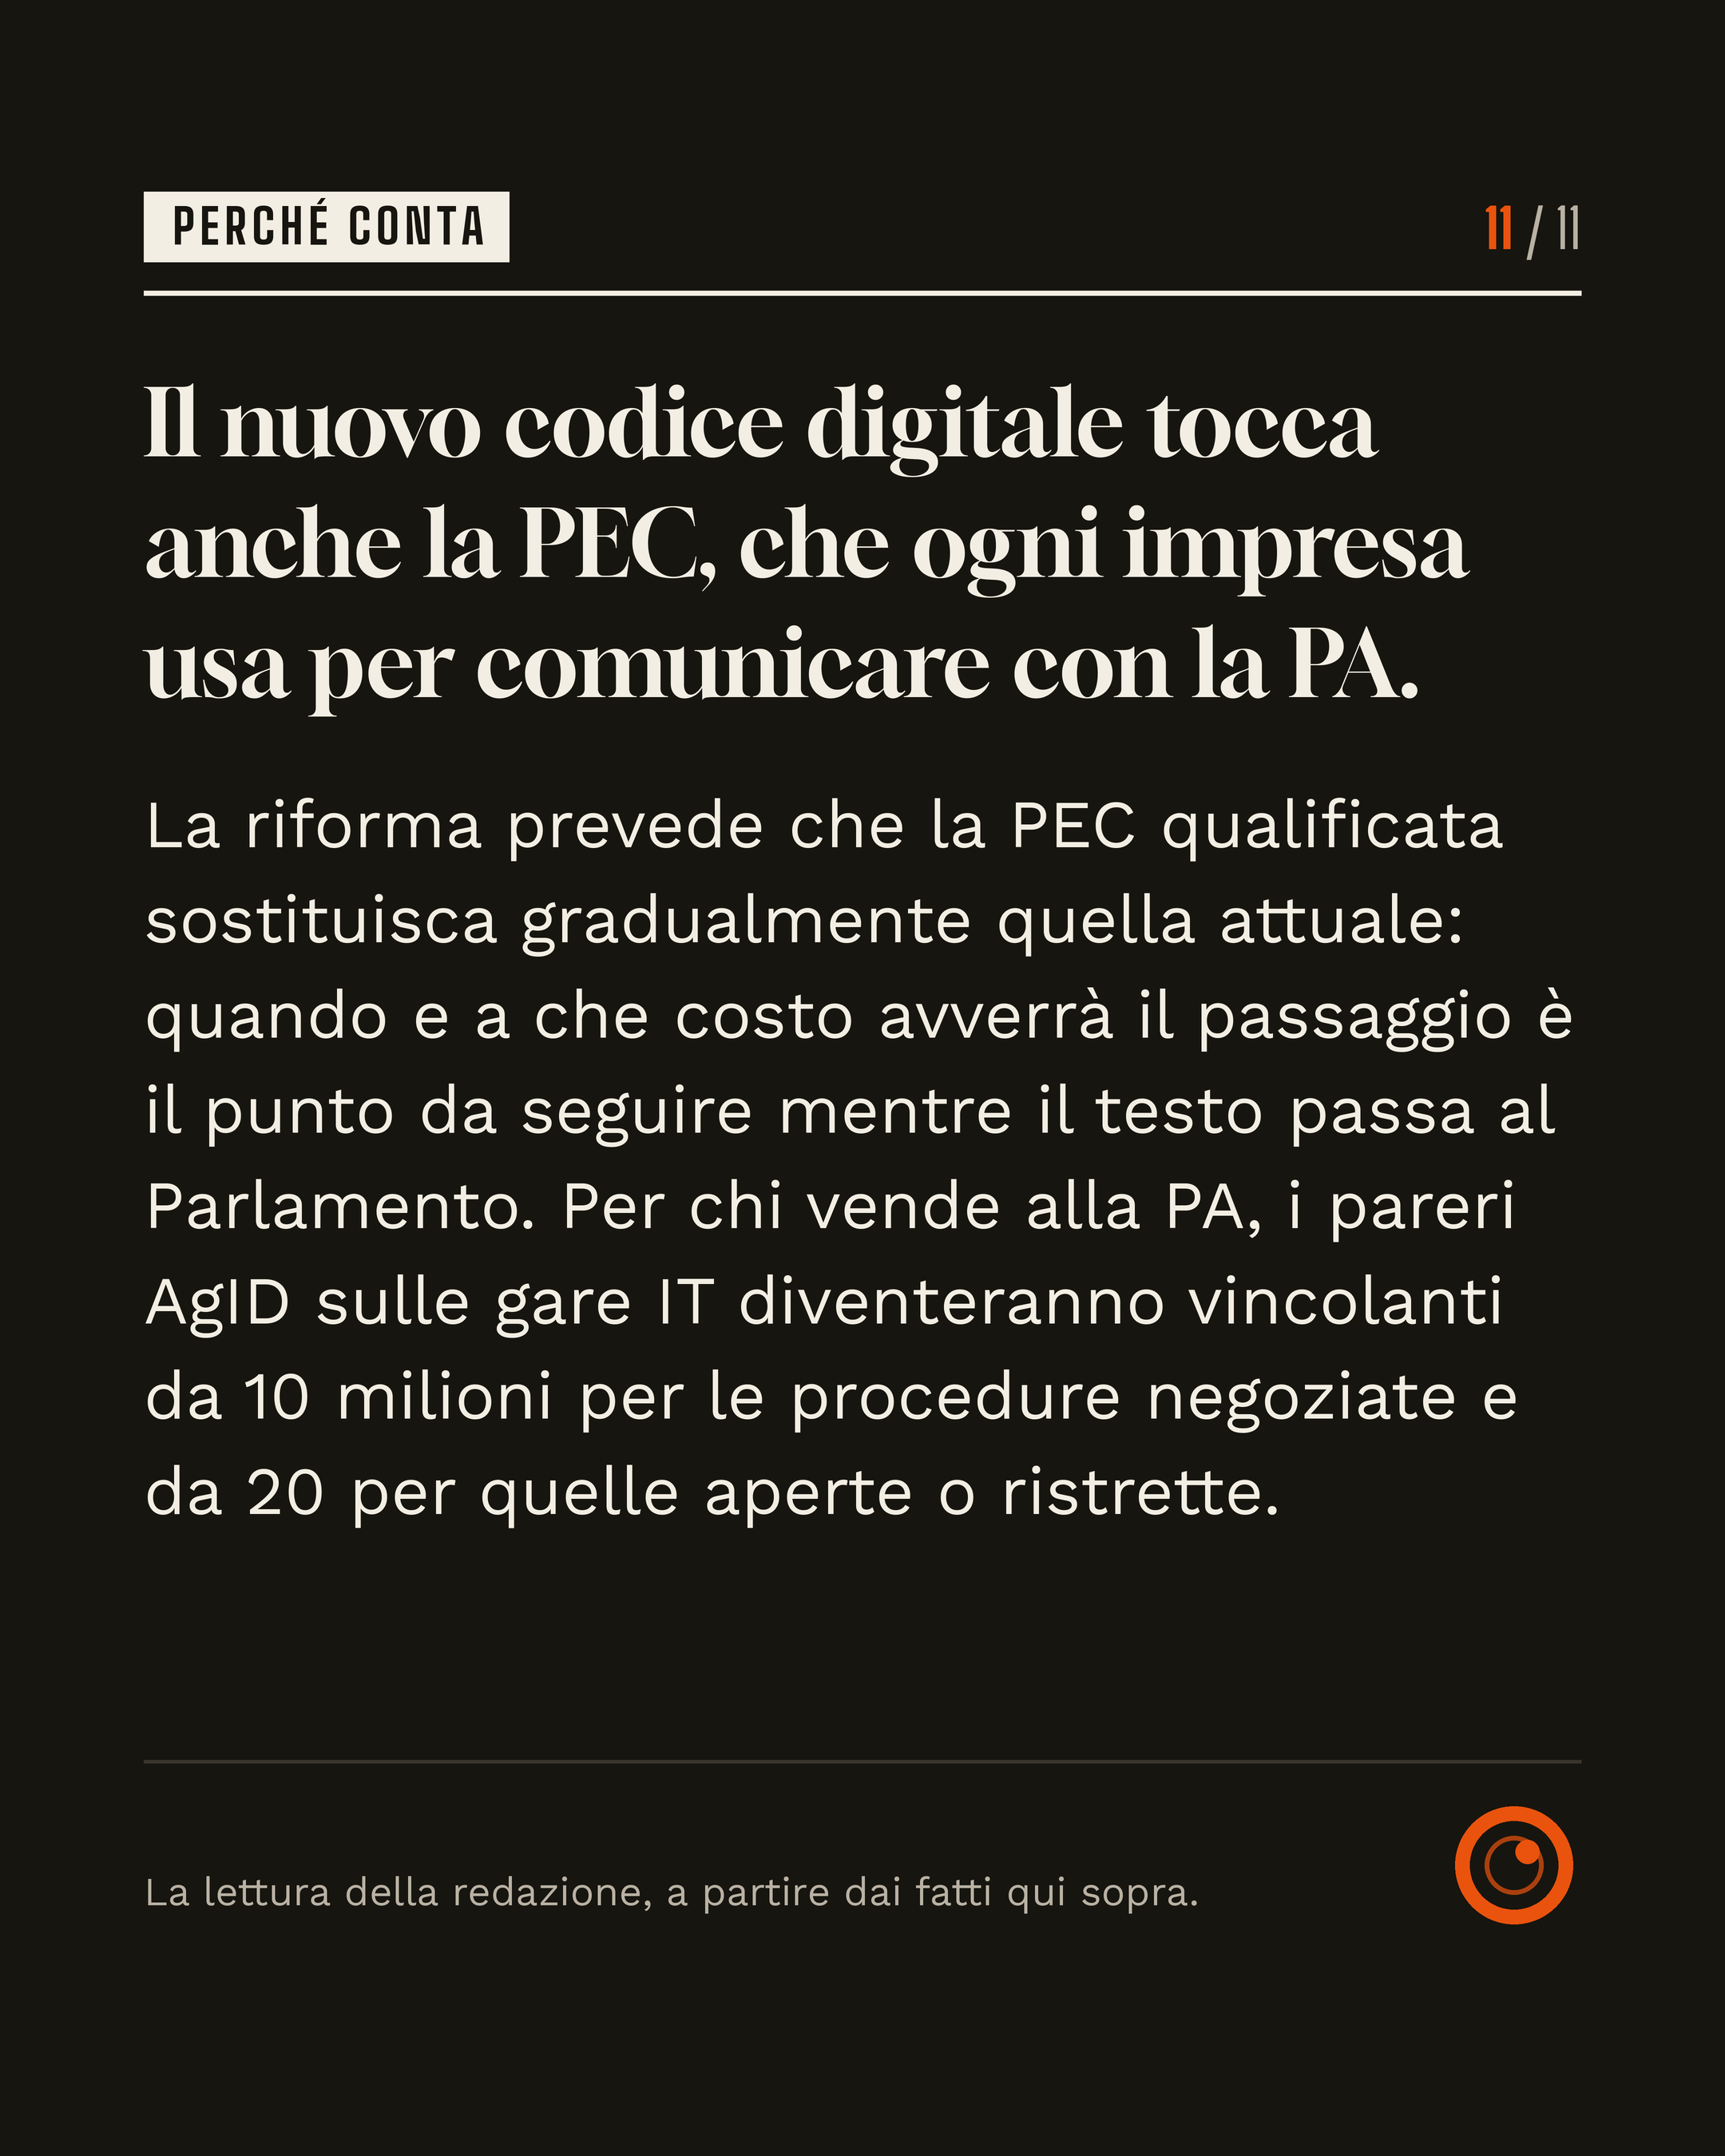 PERCHÉ CONTA
11 / 11
Il nuovo codice digitale tocca
anche la PEC, che ogni impresa
usa per comunicare con la PA.
La riforma prevede che la PEC qualificata
sostituisca gradualmente quella attuale:
quando e a che costo avverrà il passaggio è
il punto da seguire mentre il testo passa al
Parlamento. Per chi vende alla PA, i pareri
AgID sulle gare IT diventeranno vincolanti
da 10 milioni per le procedure negoziate e
da 20 per quelle aperte o ristrette.
La lettura della redazione, a partire dai fatti qui sopra.